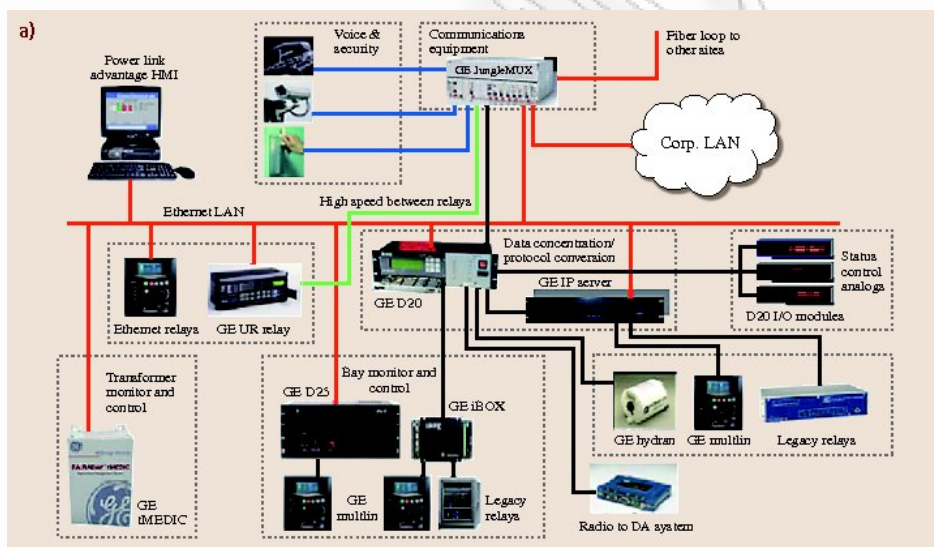 a)
Power link
advantage HMI
Voice &
security
Communications
equipment
GE JungleMUX
Fiber loop to
other sites
Corp. LAN
High speed between relays
Ethernet LAN
Ethernet relays
GE UR relay
Data concentration/
protocol conversion
GE D20
GE IP server
Status
control
analogs
D20 I/O modules
Transformer
monitor and
control
GE
tMEDIC
Bay monitor and
control
GE D25
GE iBOX
GE
multlin
Legacy
relays
GE hydran
GE multlin
Legacy relays
Radio to DA system